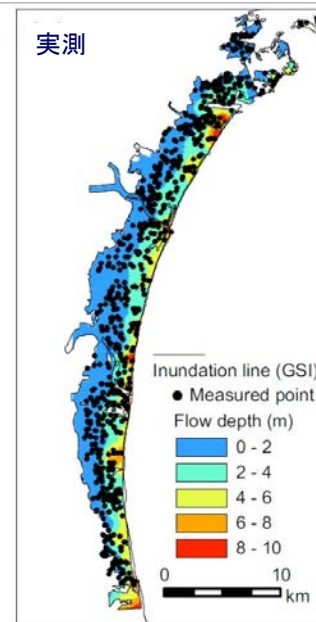 実測
Inundation line (GSI)
Measured point
Flow depth (m)
0 - 2
2 - 4
4 - 6
6 - 8
8 - 10
0 10
km